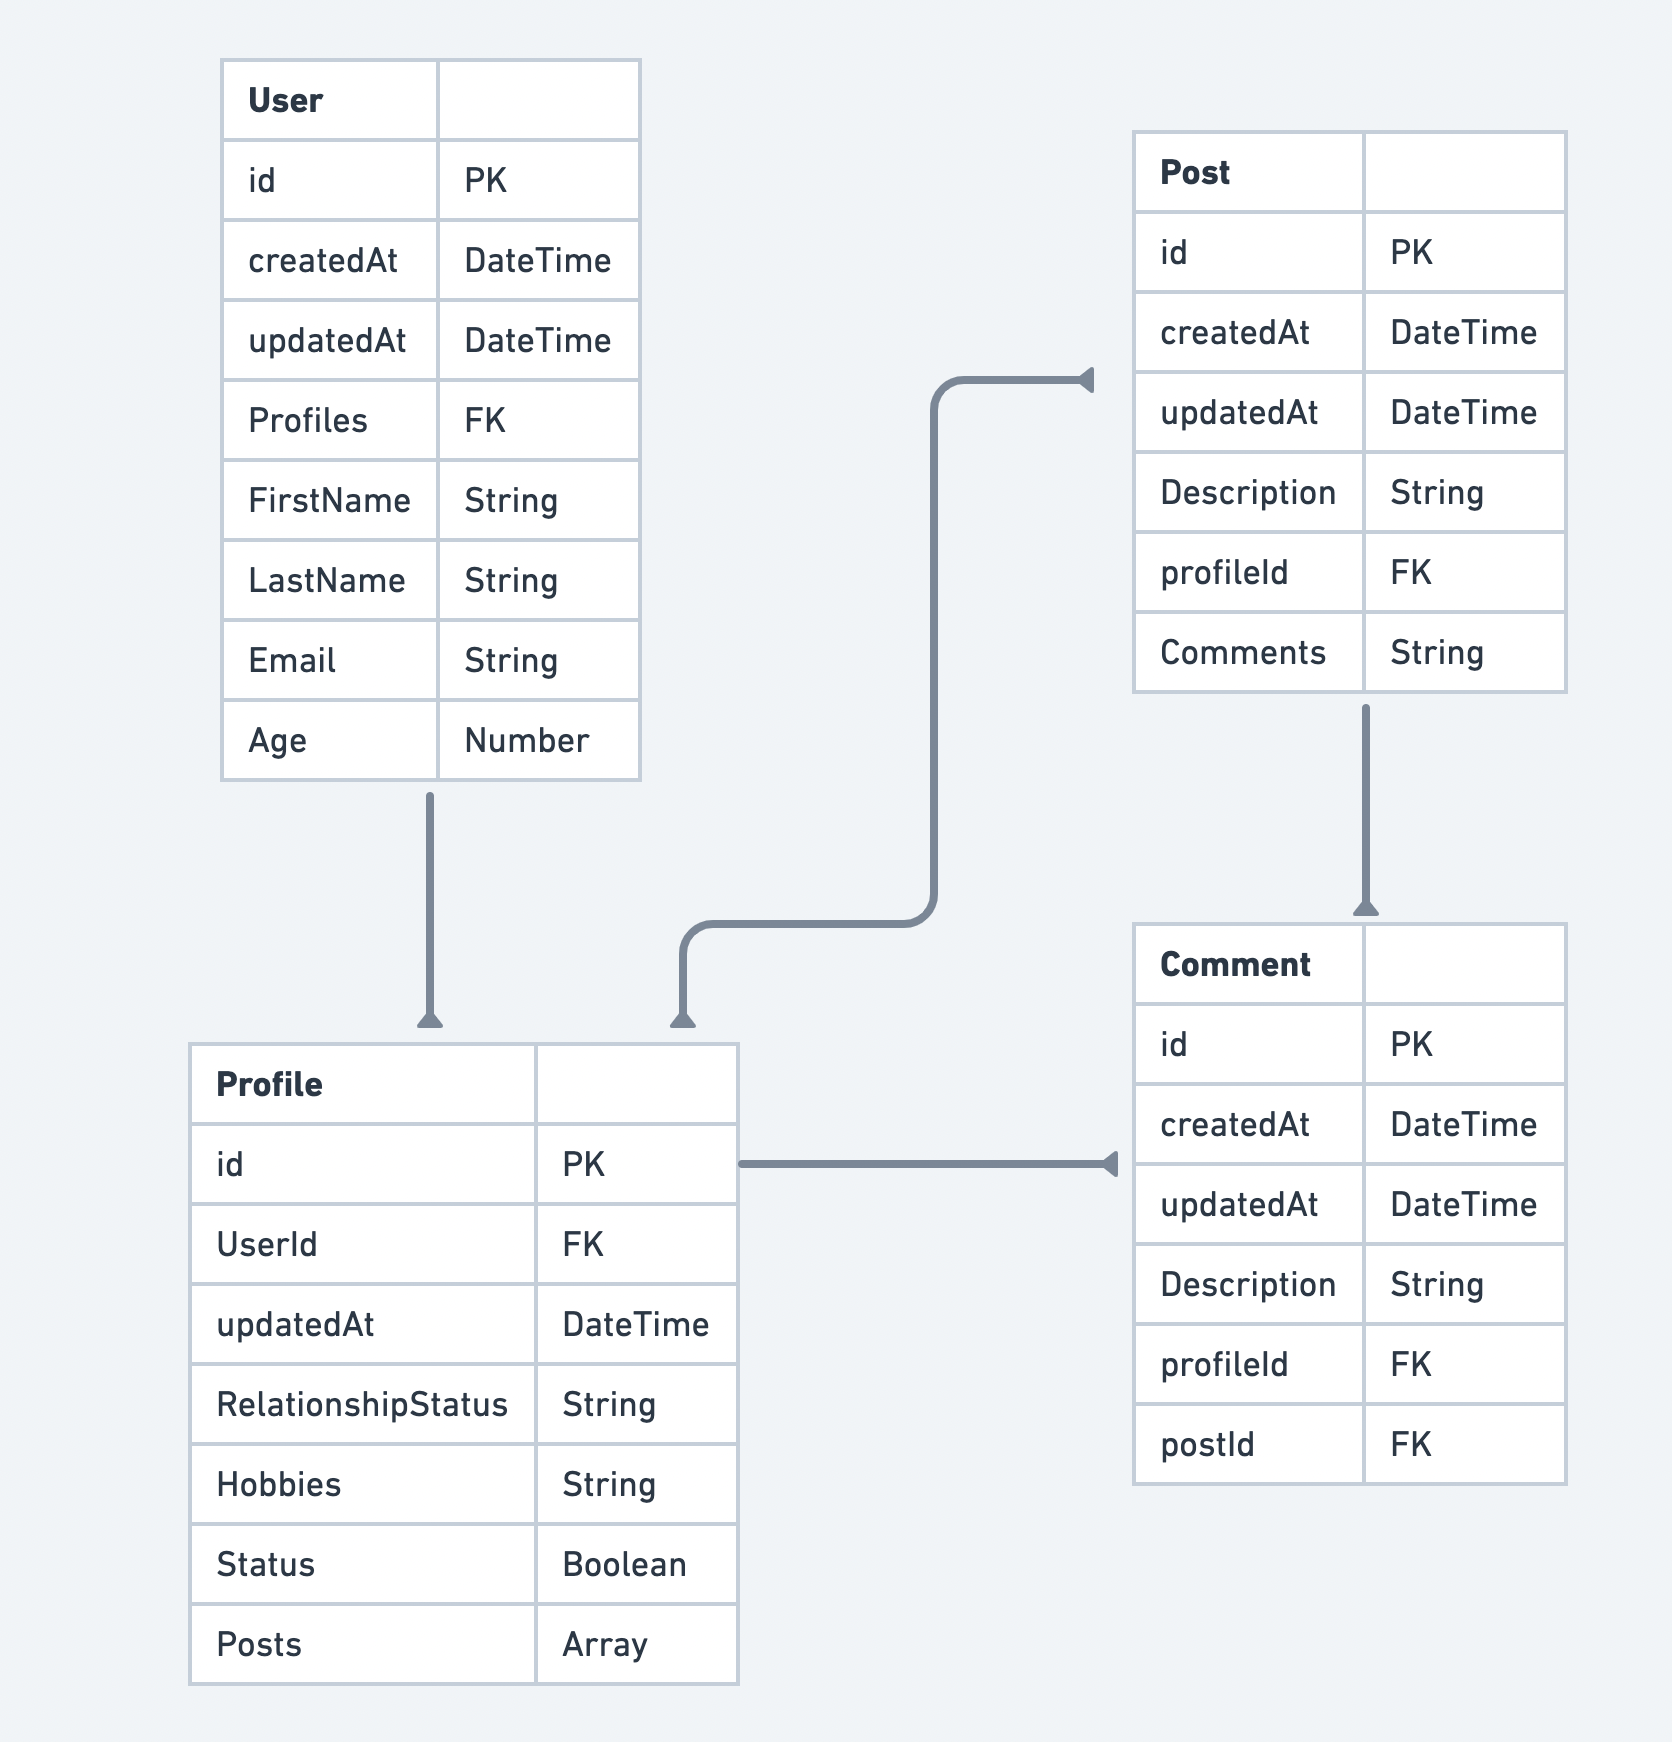 User
id PK
createdAt DateTime
updatedAt DateTime
Profiles FK
FirstName String
LastName String
Email String
Age Number
Post
id PK
createdAt DateTime
updatedAt DateTime
Description String
profileId FK
Comments String
Profile
id PK
UserId FK
updatedAt DateTime
RelationshipStatus String
Hobbies String
Status Boolean
Posts Array
Comment
id PK
createdAt DateTime
updatedAt DateTime
Description String
profileId FK
postId FK